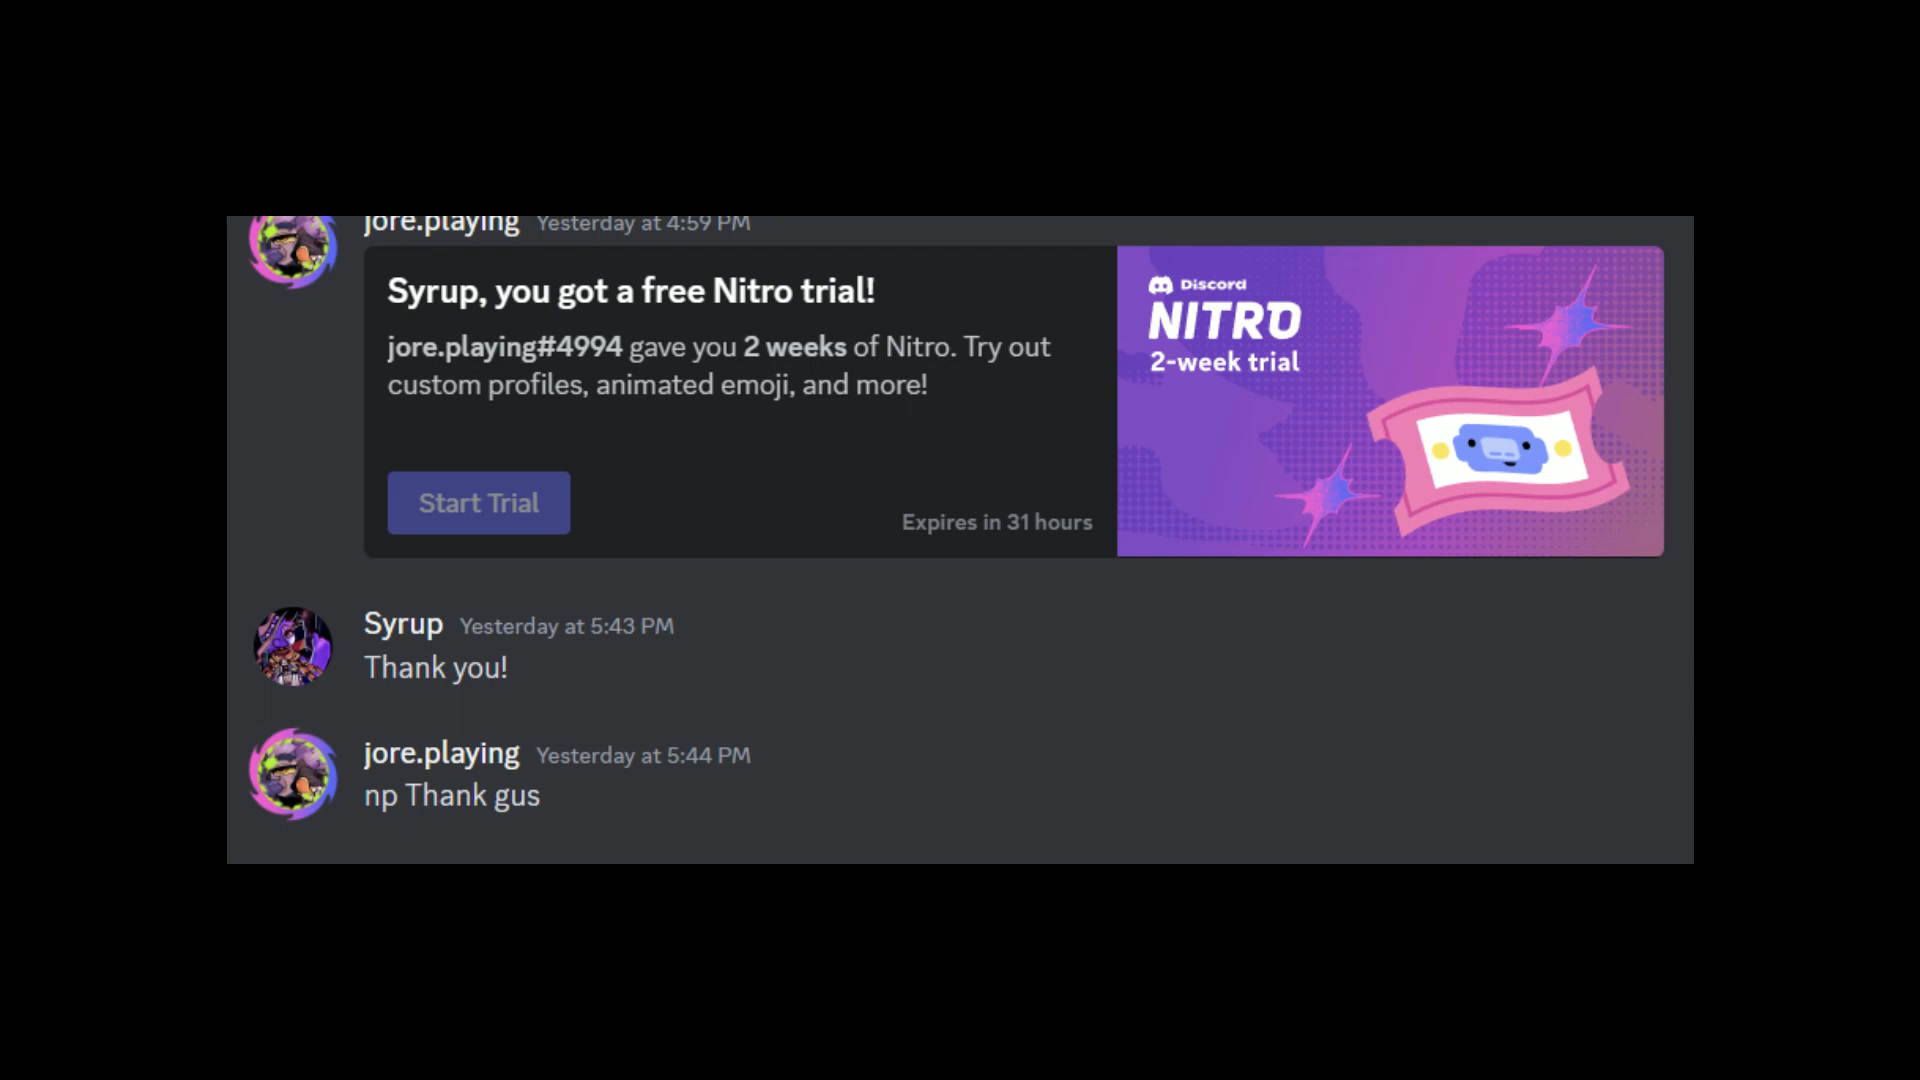 jore.playing Yesterday at 4:59 PM
Syrup, you got a free Nitro trial!
jore.playing#4994 gave you 2 weeks of Nitro. Try out
custom profiles, animated emoji, and more!
Start Trial
Expires in 31 hours
Discord
NITRO
2-week trial
Syrup Yesterday at 5:43 PM
Thank you!
jore.playing Yesterday at 5:44 PM
np Thank gus